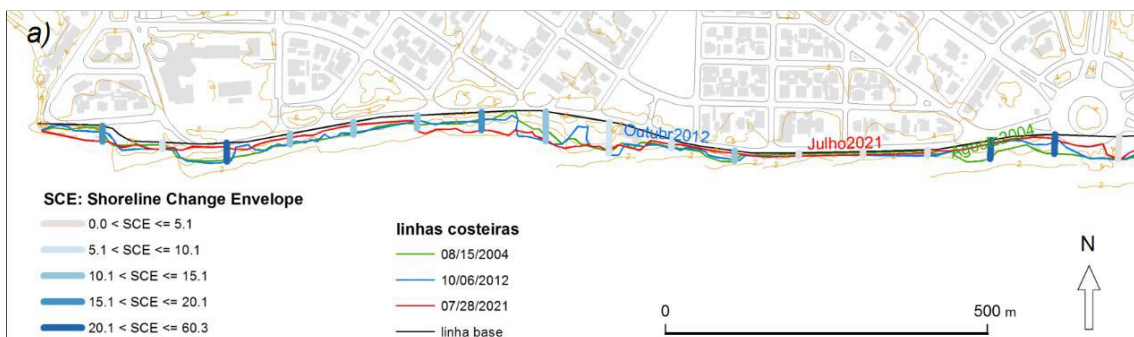 a)
Outubr2012
Julho2021
Agost 2004
SCE: Shoreline Change Envelope
0.0 < SCE <= 5.1
5.1 < SCE <= 10.1
10.1 < SCE <= 15.1
15.1 < SCE <= 20.1
20.1 < SCE <= 60.3
linhas costeiras
08/15/2004
10/06/2012
07/28/2021
linha base
0
500 m
N